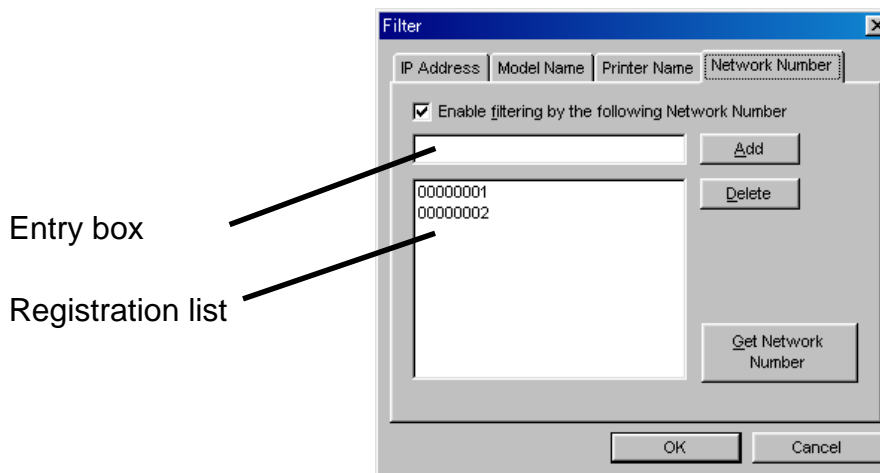 Filter
IP Address Model Name Printer Name Network Number
Enable filtering by the following Network Number
Add
00000001
00000002
Delete
Entry box
Registration list
Get Network
Number
OK Cancel